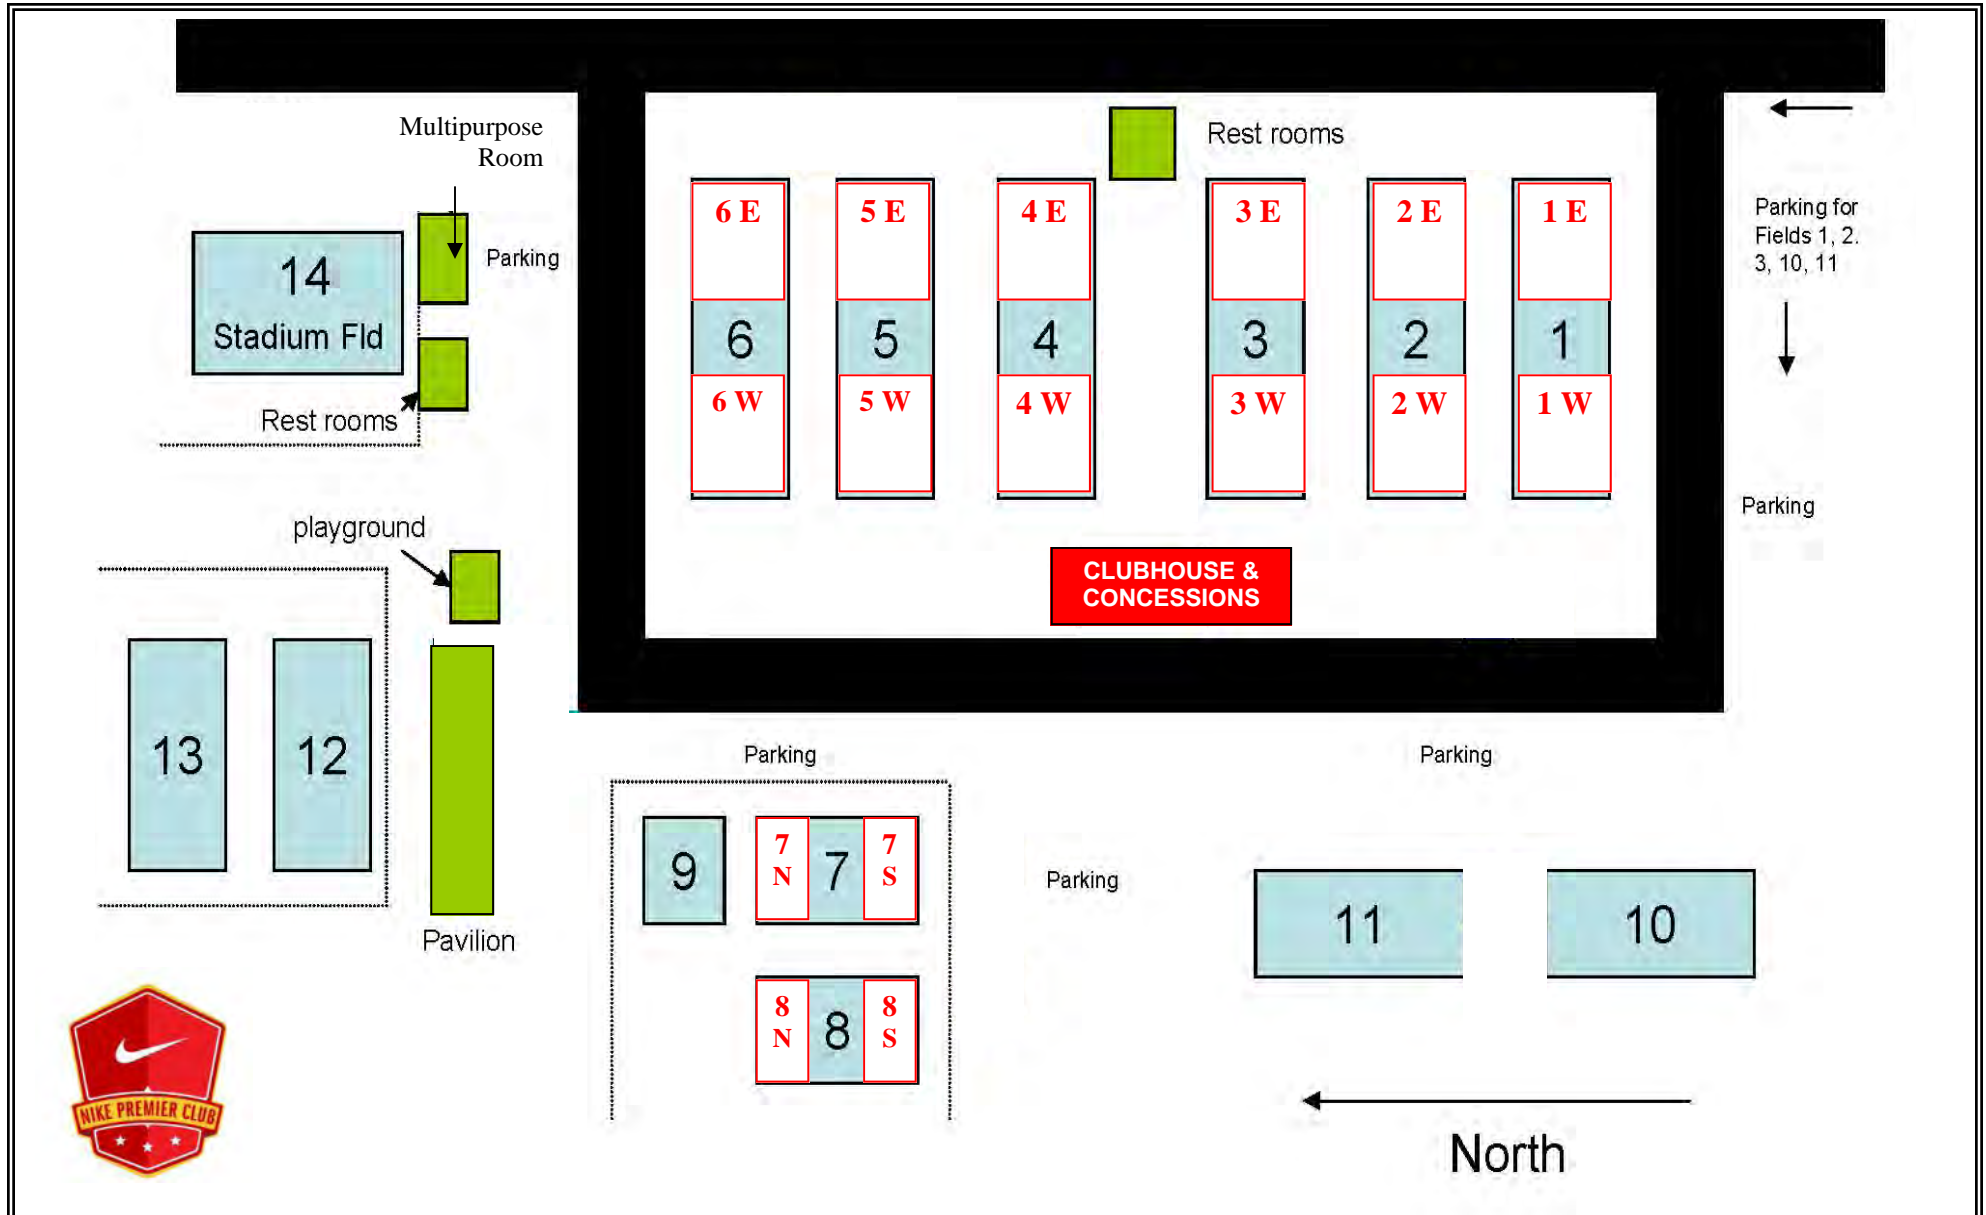 Multipurpose
Room
Rest rooms
6 E
5 E
4 E
3 E
2 E
1 E
Parking for
Fields 1, 2.
3, 10, 11
Parking
14
Stadium Fld
6
5
4
3
2
1
6 W
5 W
4 W
3 W
2 W
1 W
Rest rooms
Parking
playground
CLUBHOUSE &
CONCESSIONS
13
12
Parking
Parking
9
7
N
7
7
S
Parking
11
10
Pavilion
8
N
8
8
S
NIKE PREMIER CLUB
North